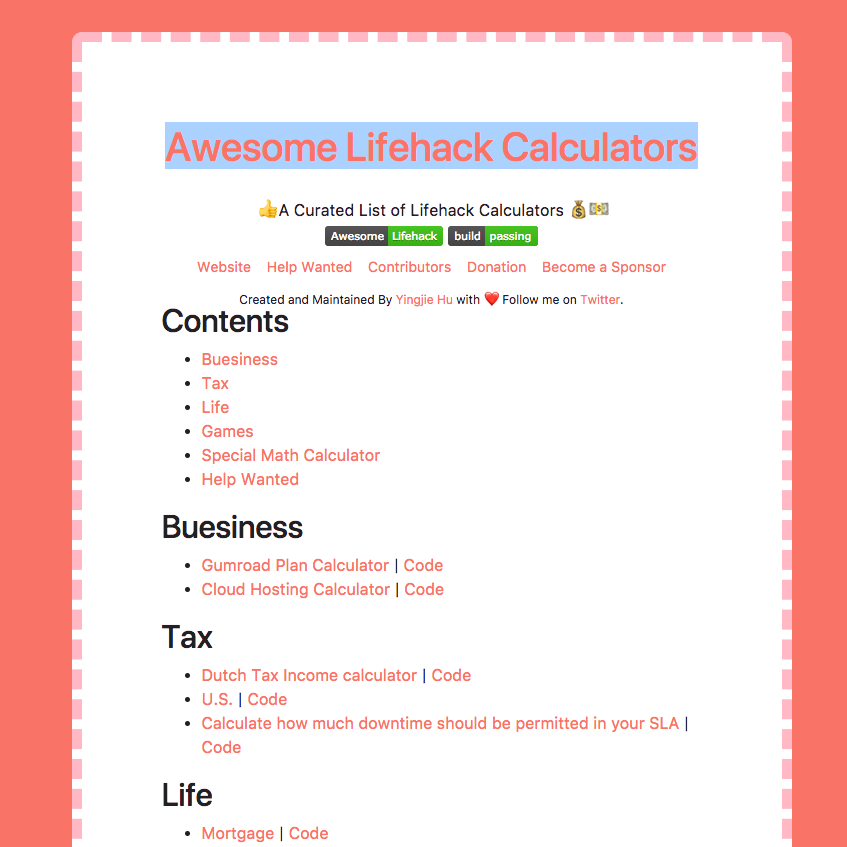 Awesome Lifehack Calculators
👍A Curated List of Lifehack Calculators 💰💵
Awesome Lifehack build passing
Website Help Wanted Contributors Donation Become a Sponsor
Created and Maintained By Yingjie Hu with ❤️ Follow me on Twitter.
Contents
• Buesiness
• Tax
• Life
• Games
• Special Math Calculator
• Help Wanted
Buesiness
• Gumroad Plan Calculator | Code
• Cloud Hosting Calculator | Code
Tax
• Dutch Tax Income calculator | Code
• U.S. | Code
• Calculate how much downtime should be permitted in your SLA |
Code
Life
• Mortgage | Code